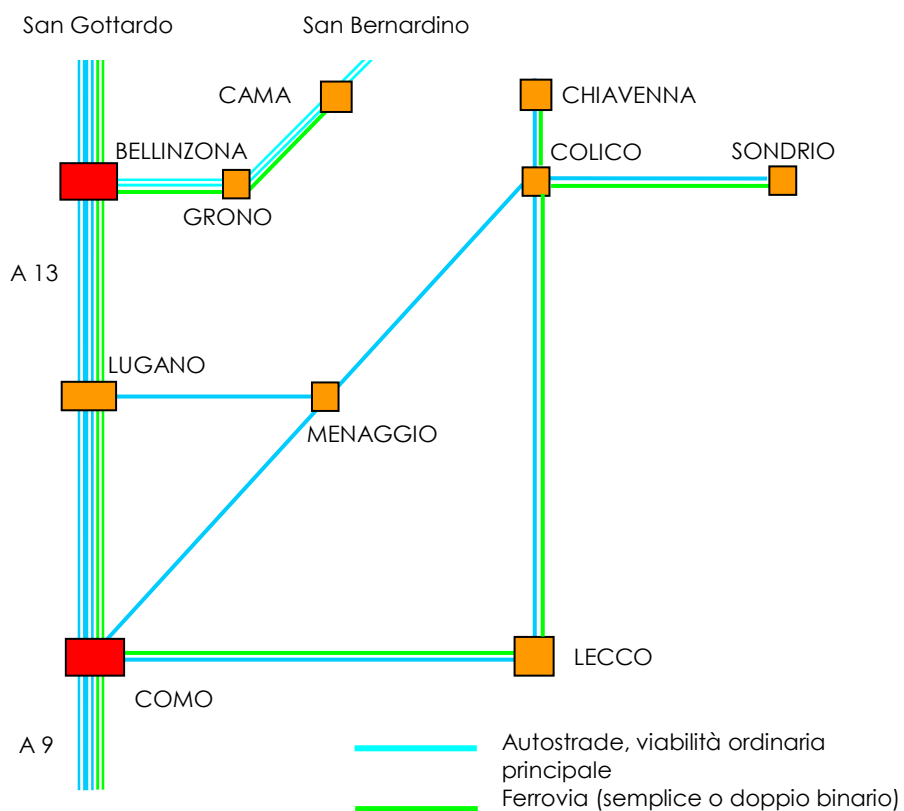 San Gottardo
San Bernardino
CAMA
CHIAVENNA
BELLINZONA
COLICO
SONDRIO
GRONO
A 13
LUGANO
MENAGGIO
LECCO
COMO
A 9
Autostrade, viabilità ordinaria
principale
Ferrovia (semplice o doppio binario)